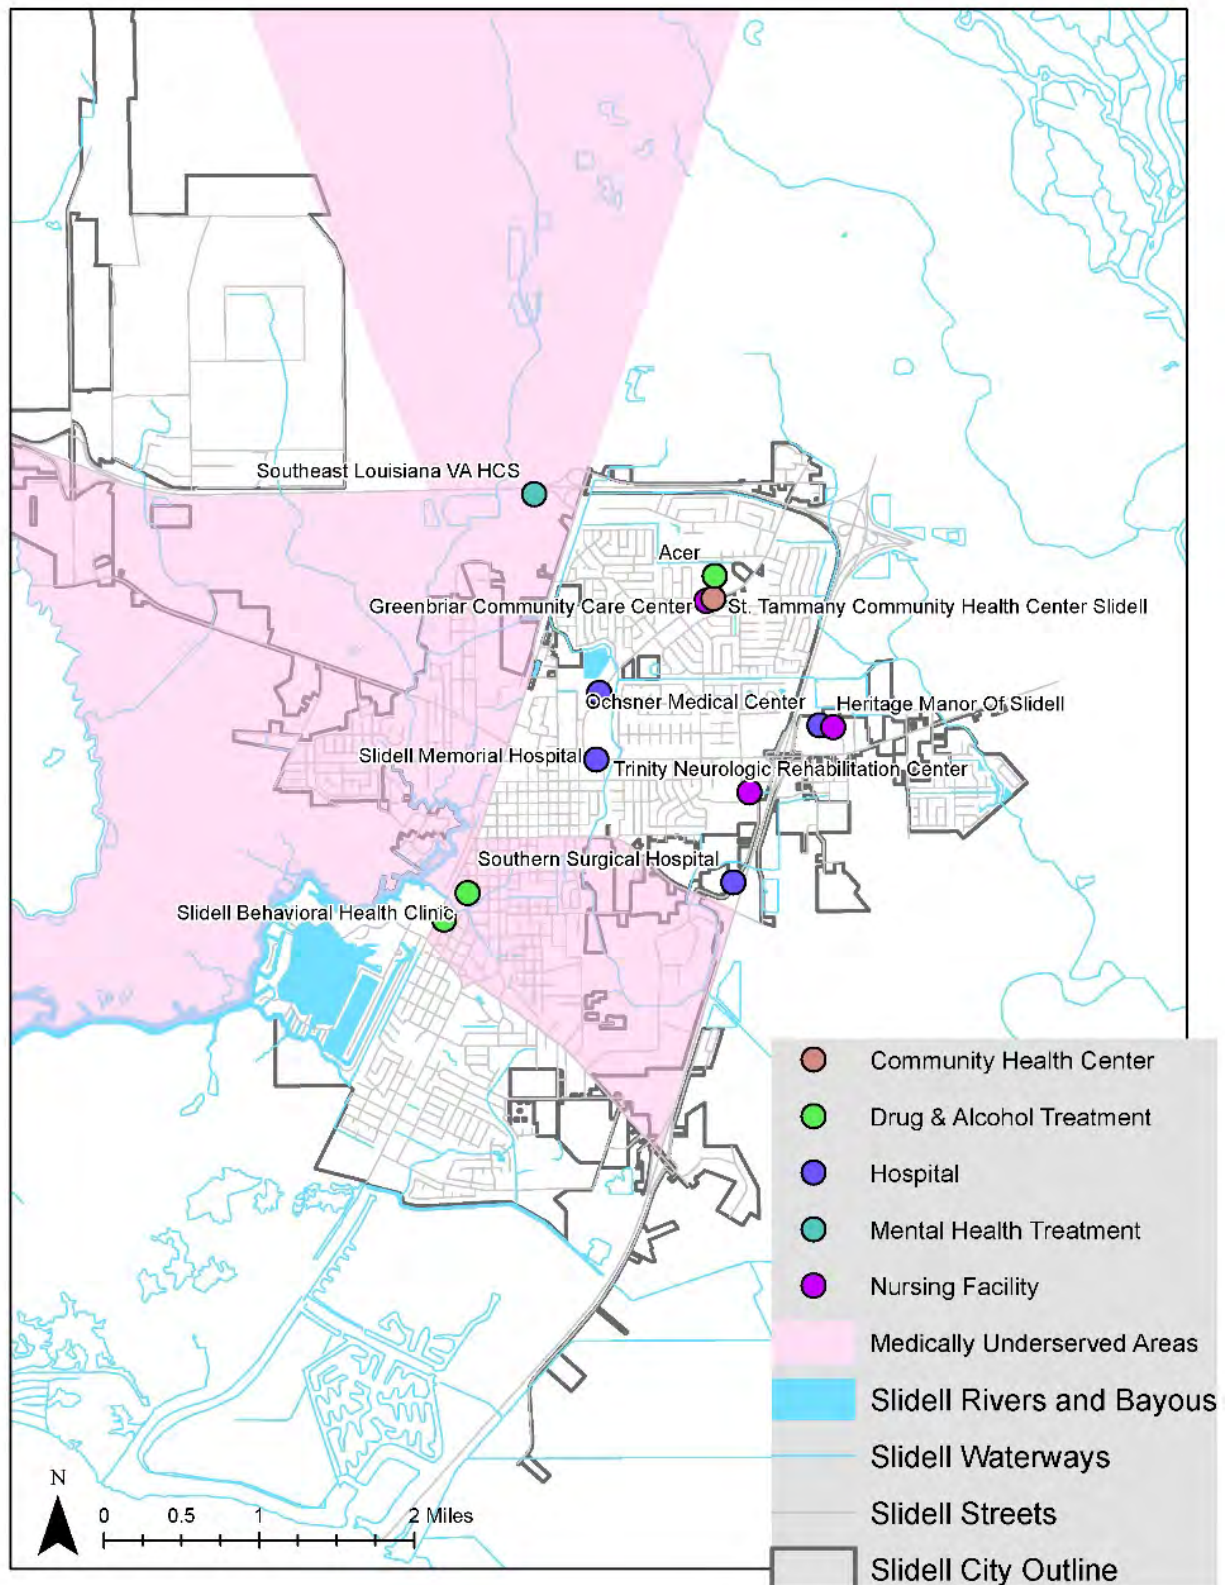 Southeast Louisiana VA HCS
Acer
Greenbriar Community Care Center
St. Tammany Community Health Center Slidell
Ochsner Medical Center
Heritage Manor Of Slidell
Slidell Memorial Hospital
Trinity Neurologic Rehabilitation Center
Southern Surgical Hospital
Slidell Behavioral Health Clinic
Community Health Center
Drug & Alcohol Treatment
Hospital
Mental Health Treatment
Nursing Facility
Medically Underserved Areas
Slidell Rivers and Bayous
Slidell Waterways
Slidell Streets
Slidell City Outline
N
0 0.5 1 2 Miles